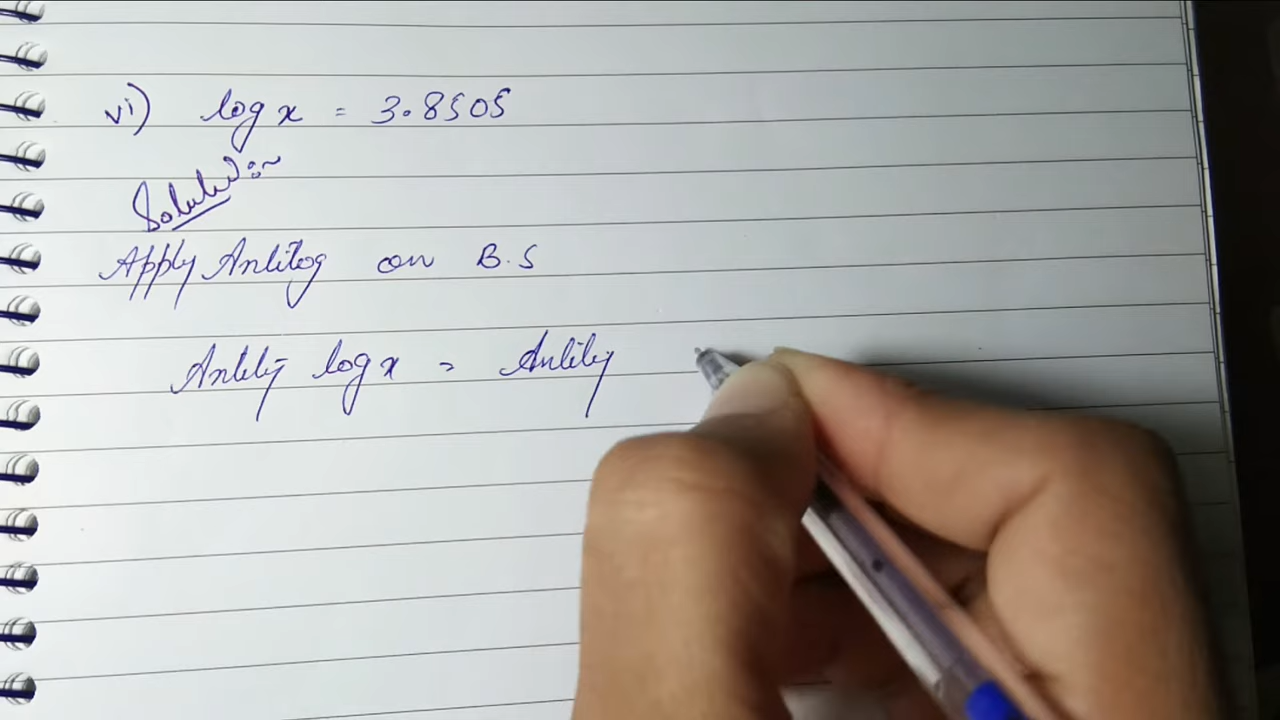 vi) log x = 3.8505
Solution:~
Apply Antilog on B.S
Antilog log x = Antilog